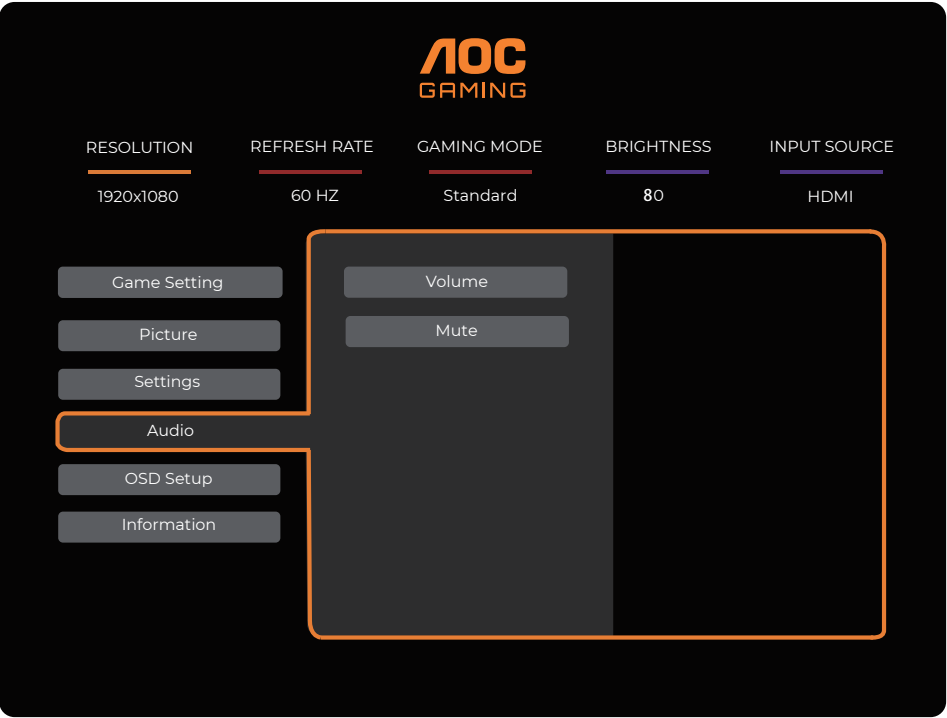 AOC
GAMING
RESOLUTION REFRESH RATE GAMING MODE BRIGHTNESS INPUT SOURCE
1920x1080 60 HZ Standard 80 HDMI
Game Setting Volume
Picture Mute
Settings
Audio
OSD Setup
Information